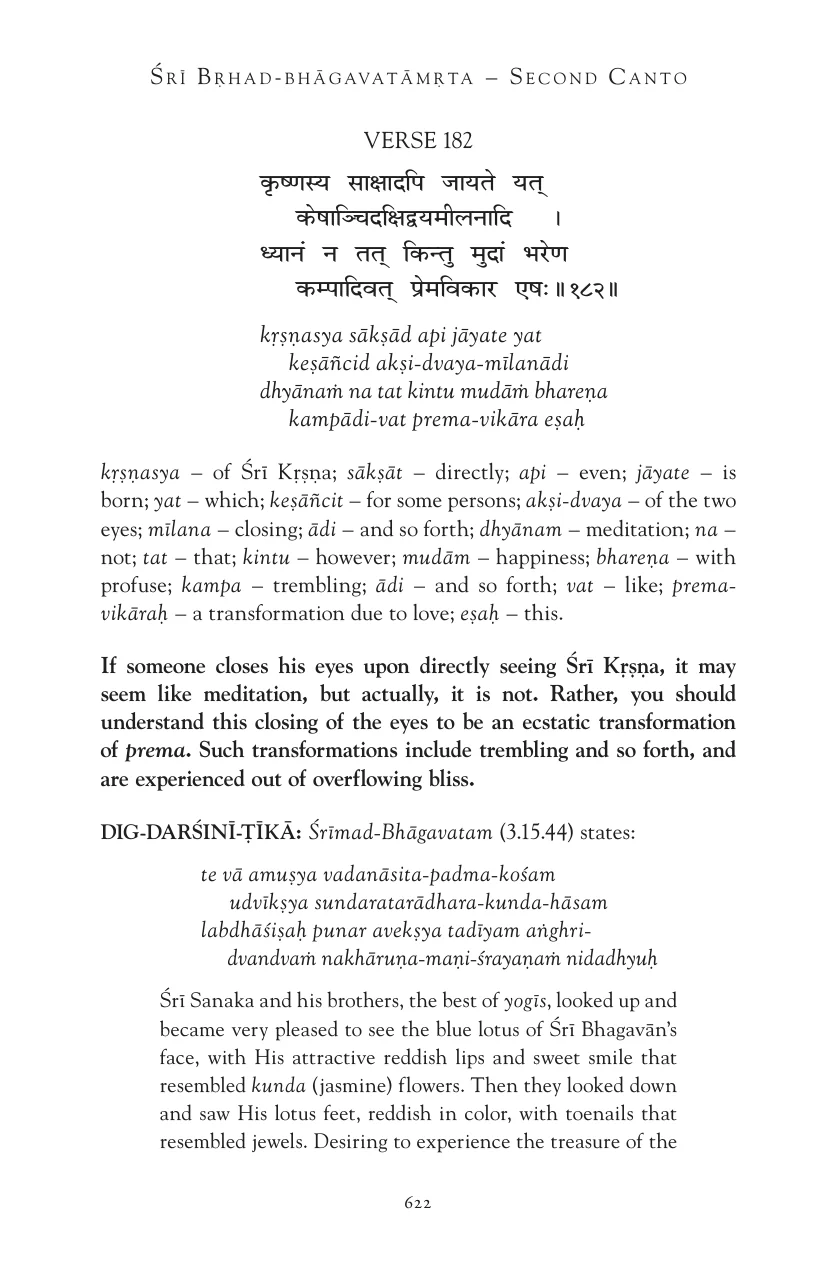 ŚRĪ BṚHAD-BHĀGAVATĀMṚTA – SECOND CANTO
VERSE 182
कृष्णस्य साक्षादपि जायते यत्
केषाञ्चिदक्षिद्वयमीलनादि ।
ध्यानं न तत् किन्तु मुदां भरेण
कम्पादिवत् प्रेमविकार एषः॥१८२॥
kṛṣṇasya sākṣād api jāyate yat
keṣāñcid akṣi-dvaya-mīlanādi
dhyānaṁ na tat kintu mudāṁ bhareṇa
kampādi-vat prema-vikāra eṣaḥ
kṛṣṇasya – of Śrī Kṛṣṇa; sākṣāt – directly; api – even; jāyate – is
born; yat – which; keṣāñcit – for some persons; akṣi-dvaya – of the two
eyes; mīlana – closing; ādi – and so forth; dhyānam – meditation; na –
not; tat – that; kintu – however; mudām – happiness; bhareṇa – with
profuse; kampa – trembling; ādi – and so forth; vat – like; prema-
vikāraḥ – a transformation due to love; eṣaḥ – this.
If someone closes his eyes upon directly seeing Śrī Kṛṣṇa, it may
seem like meditation, but actually, it is not. Rather, you should
understand this closing of the eyes to be an ecstatic transformation
of prema. Such transformations include trembling and so forth, and
are experienced out of overflowing bliss.
DIG-DARŚINĪ-ṬĪKĀ: Śrīmad-Bhāgavatam (3.15.44) states:
te vā amuṣya vadanāsita-padma-kośam
udvīkṣya sundaratarādhara-kunda-hāsam
labdhāśiṣaḥ punar avekṣya tadīyam aṅghri-
dvandvaṁ nakhāruṇa-maṇi-śrayaṇaṁ nidadhyuḥ
Śrī Sanaka and his brothers, the best of yogīs, looked up and
became very pleased to see the blue lotus of Śrī Bhagavān’s
face, with His attractive reddish lips and sweet smile that
resembled kunda (jasmine) flowers. Then they looked down
and saw His lotus feet, reddish in color, with toenails that
resembled jewels. Desiring to experience the treasure of the
622